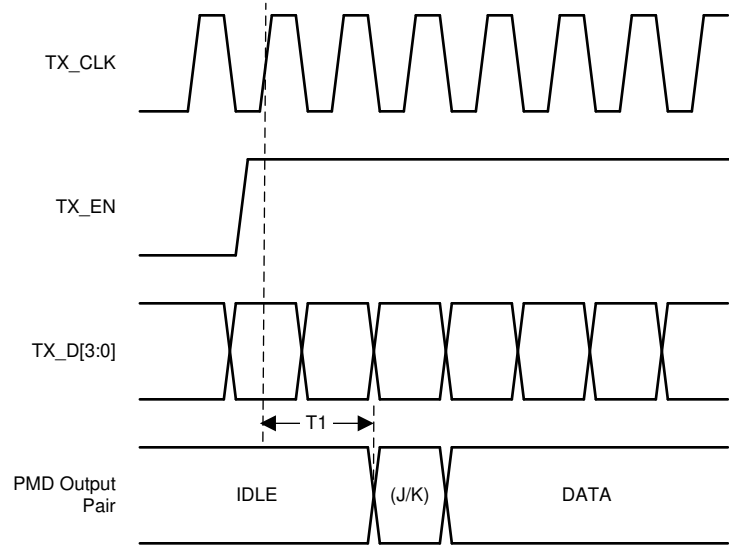 TX_CLK
TX_EN
TX_D[3:0]
T1
PMD Output
Pair
IDLE
(J/K)
DATA